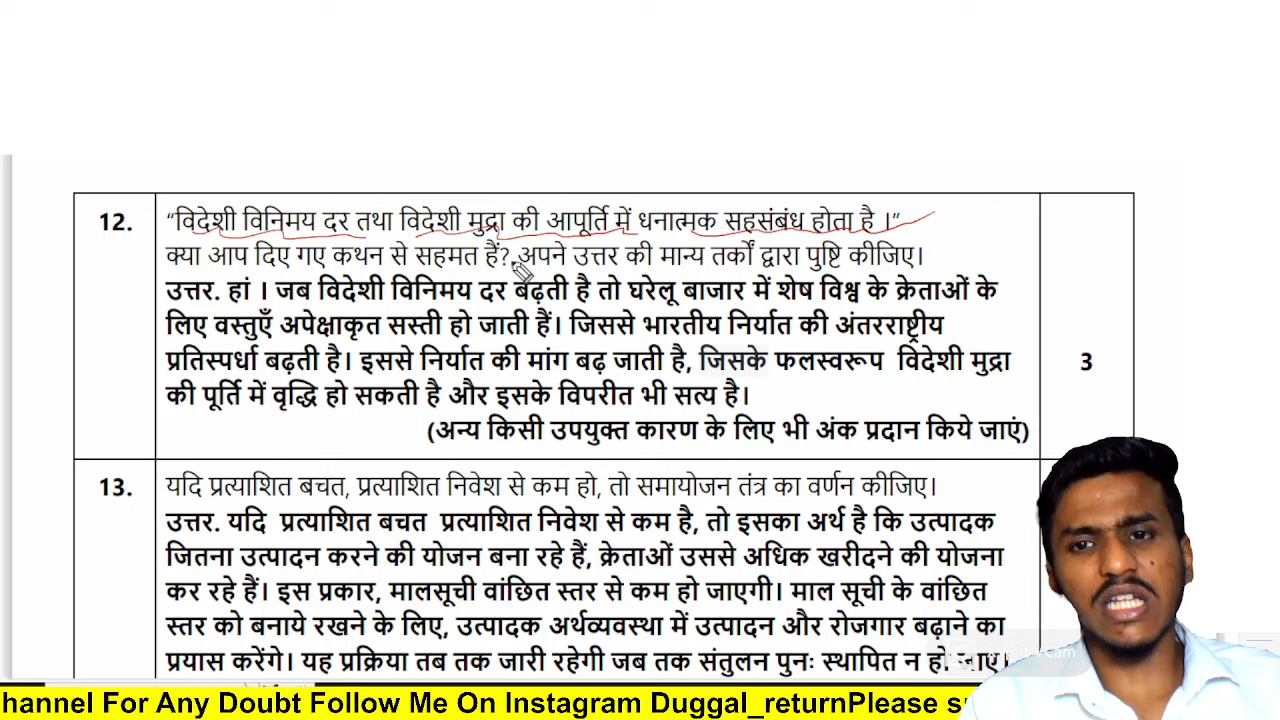 12.
“विदेशी विनिमय दर तथा विदेशी मुद्रा की आपूर्ति में धनात्मक सहसंबंध होता है ।”
क्या आप दिए गए कथन से सहमत हैं? अपने उत्तर की मान्य तर्कों द्वारा पुष्टि कीजिए।
उत्तर. हां । जब विदेशी विनिमय दर बढ़ती है तो घरेलू बाजार में शेष विश्व के क्रेताओं के
लिए वस्तुएँ अपेक्षाकृत सस्ती हो जाती हैं। जिससे भारतीय निर्यात की अंतरराष्ट्रीय
प्रतिस्पर्धा बढ़ती है। इससे निर्यात की मांग बढ़ जाती है, जिसके फलस्वरूप विदेशी मुद्रा
की पूर्ति में वृद्धि हो सकती है और इसके विपरीत भी सत्य है।
(अन्य किसी उपयुक्त कारण के लिए भी अंक प्रदान किये जाएं)
3
13.
यदि प्रत्याशित बचत, प्रत्याशित निवेश से कम हो, तो समायोजन तंत्र का वर्णन कीजिए।
उत्तर. यदि प्रत्याशित बचत प्रत्याशित निवेश से कम है, तो इसका अर्थ है कि उत्पादक
जितना उत्पादन करने की योजन बना रहे हैं, क्रेताओं उससे अधिक खरीदने की योजना
कर रहे हैं। इस प्रकार, मालसूची वांछित स्तर से कम हो जाएगी। माल सूची के वांछित
स्तर को बनाये रखने के लिए, उत्पादक अर्थव्यवस्था में उत्पादन और रोजगार बढ़ाने का
प्रयास करेंगे। यह प्रक्रिया तब तक जारी रहेगी जब तक संतुलन पुनः स्थापित न हो जाए।
hannel For Any Doubt Follow Me On Instagram Duggal_returnPlease